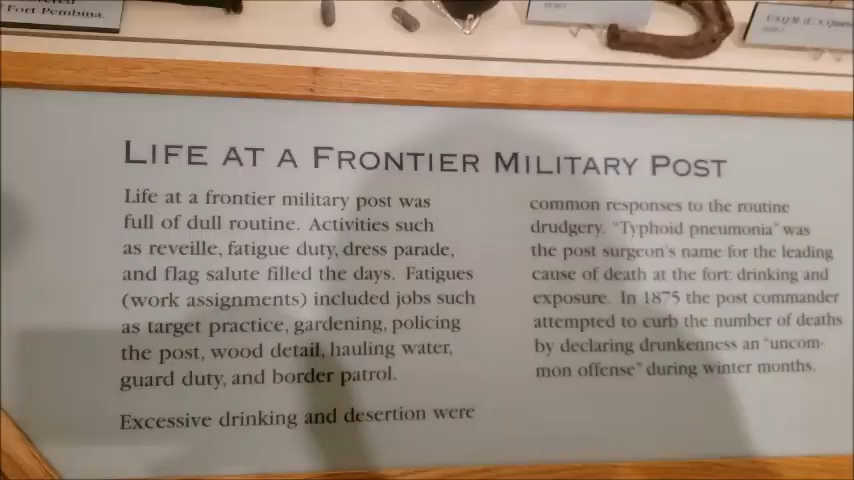 Fort Pembina.
LIFE AT A FRONTIER MILITARY POST
Life at a frontier military post was
full of dull routine. Activities such
as reveille, fatigue duty, dress parade,
and flag salute filled the days. Fatigues
(work assignments) included jobs such
as target practice, gardening, policing
the post, wood detail, hauling water,
guard duty, and border patrol.
Excessive drinking and desertion were
common responses to the routine
drudgery. "Typhoid pneumonia" was
the post surgeon's name for the leading
cause of death at the fort: drinking and
exposure. In 1875 the post commander
attempted to curb the number of deaths
by declaring drunkenness an "uncom-
mon offense" during winter months.